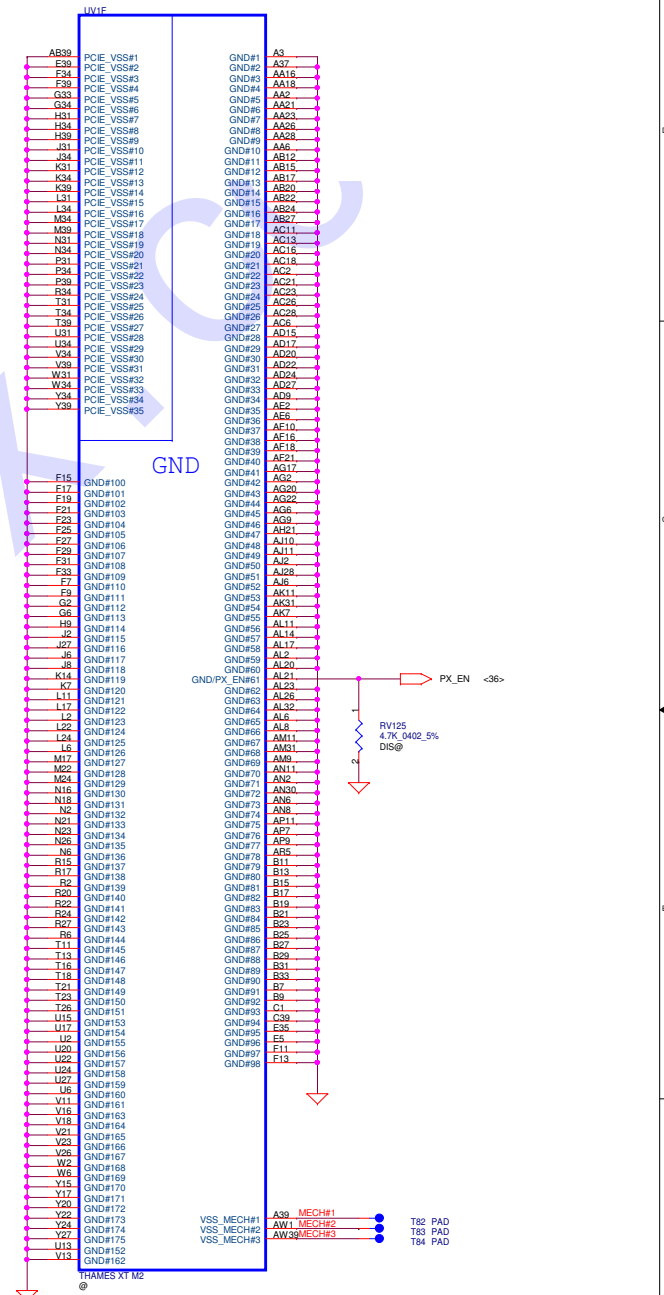 UV1F
AB39 PCIE_VSS#1
E39 PCIE_VSS#2
F34 PCIE_VSS#3
F39 PCIE_VSS#4
G33 PCIE_VSS#5
G34 PCIE_VSS#6
H31 PCIE_VSS#7
H34 PCIE_VSS#8
H39 PCIE_VSS#9
J31 PCIE_VSS#10
J34 PCIE_VSS#11
K31 PCIE_VSS#12
K34 PCIE_VSS#13
K39 PCIE_VSS#14
L31 PCIE_VSS#15
L34 PCIE_VSS#16
M34 PCIE_VSS#17
M39 PCIE_VSS#18
N31 PCIE_VSS#19
N34 PCIE_VSS#20
P31 PCIE_VSS#21
P34 PCIE_VSS#22
P39 PCIE_VSS#23
R34 PCIE_VSS#24
T31 PCIE_VSS#25
T34 PCIE_VSS#26
T39 PCIE_VSS#27
U31 PCIE_VSS#28
U34 PCIE_VSS#29
V34 PCIE_VSS#30
V39 PCIE_VSS#31
W31 PCIE_VSS#32
W34 PCIE_VSS#33
Y34 PCIE_VSS#34
Y39 PCIE_VSS#35
GND
F15 GND#100
F17 GND#101
F19 GND#102
F21 GND#103
F23 GND#104
F25 GND#105
F27 GND#106
F29 GND#107
F31 GND#108
F33 GND#109
F7 GND#110
F9 GND#111
G2 GND#112
G6 GND#113
H9 GND#114
J2 GND#115
J27 GND#116
J6 GND#117
J8 GND#118
K14 GND#119
K7 GND#120
L11 GND#121
L17 GND#122
L2 GND#123
L22 GND#124
L24 GND#125
L6 GND#126
M17 GND#127
M22 GND#128
M24 GND#129
N16 GND#130
N18 GND#131
N2 GND#132
N21 GND#133
N23 GND#134
N26 GND#135
N6 GND#136
R15 GND#137
R17 GND#138
R2 GND#139
R20 GND#140
R22 GND#141
R24 GND#142
R27 GND#143
R6 GND#144
T11 GND#145
T13 GND#146
T16 GND#147
T18 GND#148
T21 GND#149
T23 GND#150
T26 GND#151
U15 GND#153
U17 GND#154
U2 GND#155
U20 GND#156
U22 GND#157
U24 GND#158
U27 GND#159
U6 GND#160
V11 GND#161
V16 GND#163
V18 GND#164
V21 GND#165
V23 GND#166
V26 GND#167
W2 GND#168
W6 GND#169
Y15 GND#170
Y17 GND#171
Y20 GND#172
Y22 GND#173
Y24 GND#174
Y27 GND#175
U13 GND#152
V13 GND#162
GND#1 A3
GND#2 A37
GND#3 AA16
GND#4 AA18
GND#5 AA2
GND#6 AA21
GND#7 AA23
GND#8 AA26
GND#9 AA28
GND#10 AA6
GND#11 AB12
GND#12 AB15
GND#13 AB17
GND#14 AB20
GND#15 AB22
GND#16 AB24
GND#17 AB27
GND#18 AC11
GND#19 AC13
GND#20 AC16
GND#21 AC18
GND#22 AC2
GND#23 AC21
GND#24 AC23
GND#25 AC26
GND#26 AC28
GND#27 AC6
GND#28 AD15
GND#29 AD17
GND#30 AD20
GND#31 AD22
GND#32 AD24
GND#33 AD27
GND#34 AD9
GND#35 AE2
GND#36 AE6
GND#37 AF10
GND#38 AF16
GND#39 AF18
GND#40 AF21
GND#41 AG17
GND#42 AG2
GND#43 AG20
GND#44 AG22
GND#45 AG6
GND#46 AG9
GND#47 AH21
GND#48 AJ10
GND#49 AJ11
GND#50 AJ2
GND#51 AJ28
GND#52 AJ6
GND#53 AK11
GND#54 AK31
GND#55 AK7
GND#56 AL11
GND#57 AL14
GND#58 AL17
GND#59 AL2
GND#60 AL20
GND/PX_EN#61 AL21
GND#62 AL23
GND#63 AL26
GND#64 AL32
GND#65 AL6
GND#66 AL8
GND#67 AM11
GND#68 AM31
GND#69 AM9
GND#70 AN11
GND#71 AN2
GND#72 AN30
GND#73 AN6
GND#74 AN8
GND#75 AP11
GND#76 AP7
GND#77 AP9
GND#78 AR5
GND#79 B11
GND#80 B13
GND#81 B15
GND#82 B17
GND#83 B19
GND#84 B21
GND#85 B23
GND#86 B25
GND#87 B27
GND#88 B29
GND#89 B31
GND#90 B33
GND#91 B7
GND#92 B9
GND#93 C1
GND#94 C39
GND#95 E35
GND#96 E5
GND#97 F11
GND#98 F13
VSS_MECH#1 A39 MECH#1 T82 PAD
VSS_MECH#2 AW1 MECH#2 T83 PAD
VSS_MECH#3 AW39 MECH#3 T84 PAD
PX_EN <36>
1
RV125
4.7K_0402_5%
DIS@
2
THAMES XT M2
@